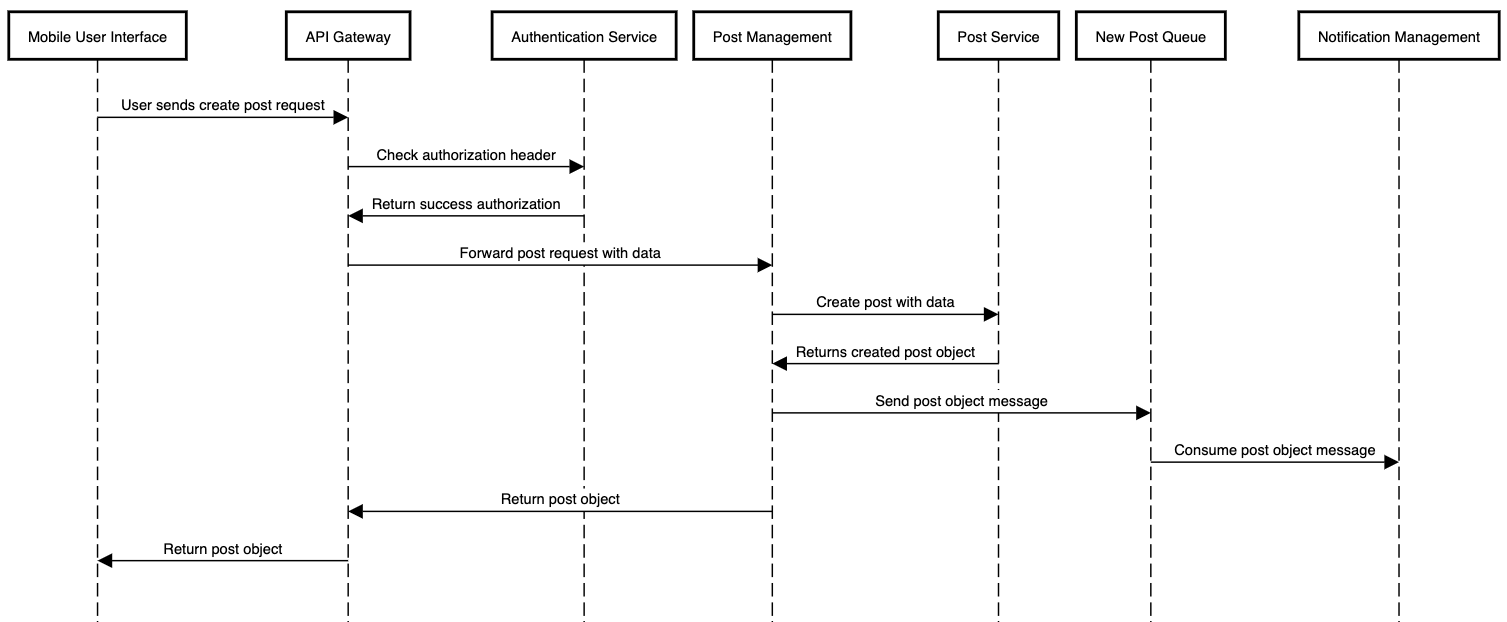 Mobile User Interface
API Gateway
Authentication Service
Post Management
Post Service
New Post Queue
Notification Management
User sends create post request
Check authorization header
Return success authorization
Forward post request with data
Create post with data
Returns created post object
Send post object message
Consume post object message
Return post object
Return post object